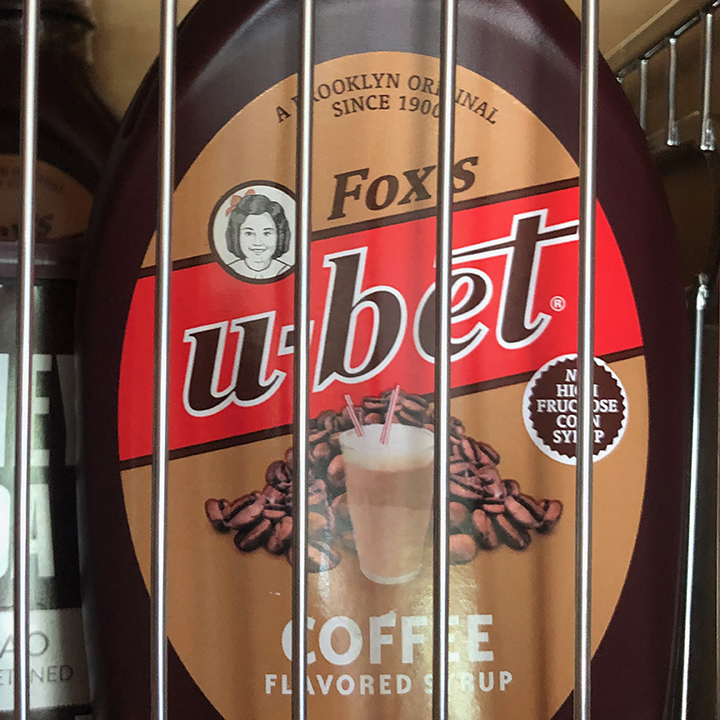 A BROOKLYN ORIGINAL
SINCE 1900
FOX'S
u-bet®
NO
HIGH
FRUCTOSE
CORN
SYRUP
COFFEE
FLAVORED SYRUP